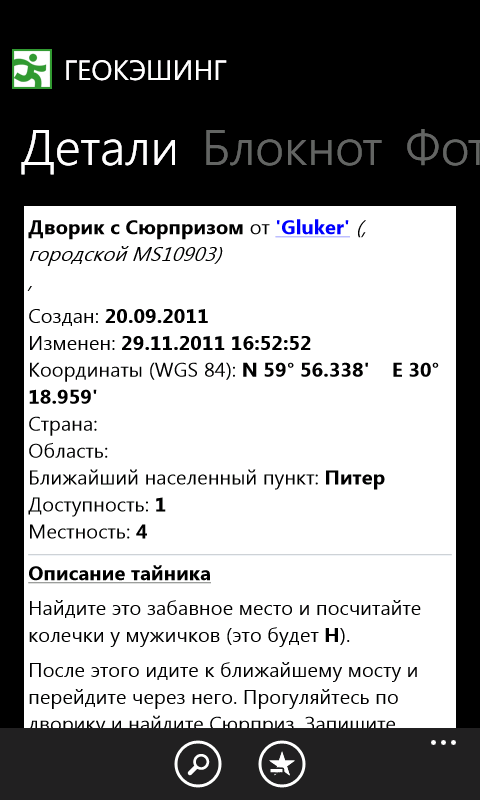 ГЕОКЭШИНГ
Детали Блокнот Фот
Дворик с Сюрпризом от 'Gluker' (,
городской MS10903)
,
Создан: 20.09.2011
Изменен: 29.11.2011 16:52:52
Координаты (WGS 84): N 59° 56.338' E 30°
18.959'
Страна:
Область:
Ближайший населенный пункт: Питер
Доступность: 1
Местность: 4
Описание тайника
Найдите это забавное место и посчитайте
колечки у мужичков (это будет Н).
После этого идите к ближайшему мосту и
перейдите через него. Прогуляйтесь по
дворику и найдите Сюрприз. Запишите